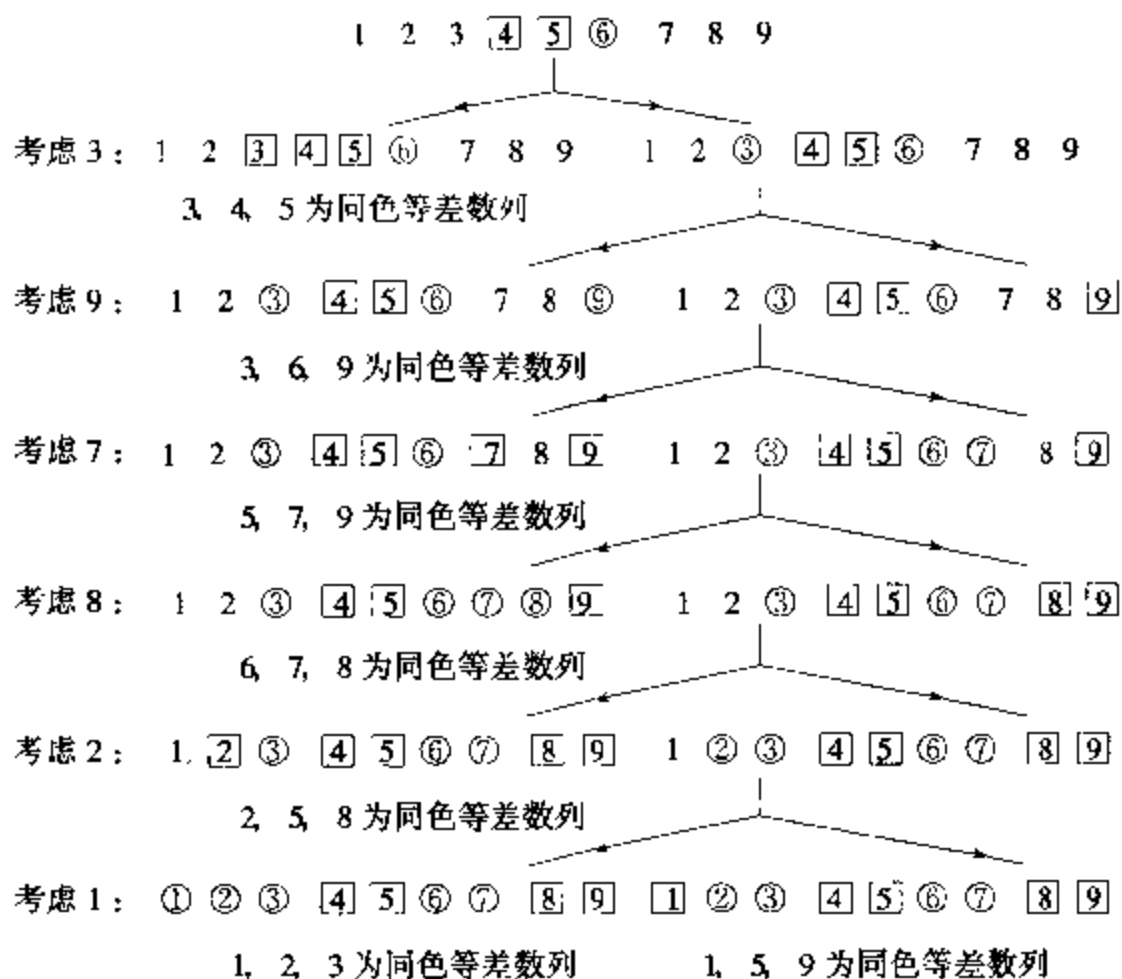 1 2 3 4 5 ⑥ 7 8 9
考虑 3： 1 2 3 4 5 ⑥ 7 8 9 1 2 ③ 4 5 ⑥ 7 8 9
3, 4, 5 为同色等差数列
考虑 9： 1 2 ③ 4 5 ⑥ 7 8 ⑨ 1 2 ③ 4 5 ⑥ 7 8 9
3, 6, 9 为同色等差数列
考虑 7： 1 2 ③ 4 5 ⑥ 7 8 9 1 2 ③ 4 5 ⑥ ⑦ 8 9
5, 7, 9 为同色等差数列
考虑 8： 1 2 ③ 4 5 ⑥ ⑦ ⑧ 9 1 2 ③ 4 5 ⑥ ⑦ 8 9
6, 7, 8 为同色等差数列
考虑 2： 1 2 ③ 4 5 ⑥ ⑦ 8 9 1 ② ③ 4 5 ⑥ ⑦ 8 9
2, 5, 8 为同色等差数列
考虑 1： ① ② ③ 4 5 ⑥ ⑦ 8 9 1 ② ③ 4 5 ⑥ ⑦ 8 9
1, 2, 3 为同色等差数列 1, 5, 9 为同色等差数列